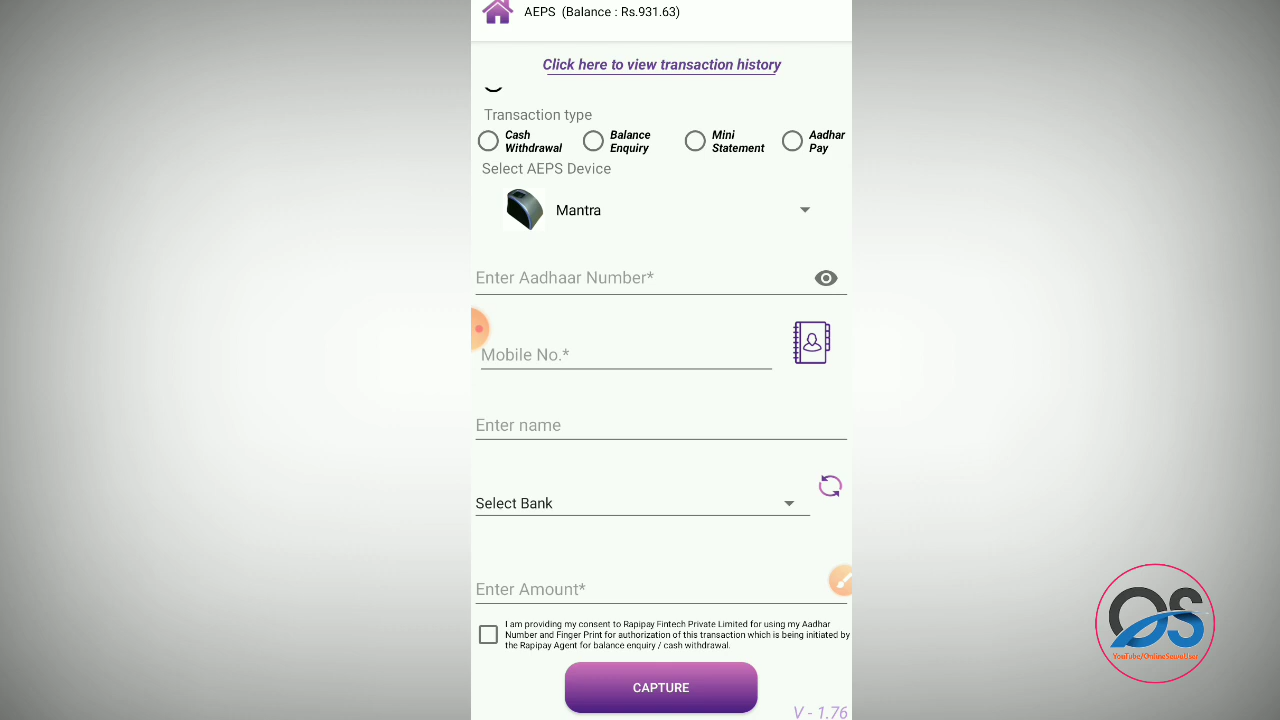 AEPS (Balance : Rs.931.63)
Click here to view transaction history
Transaction type
Cash Withdrawal
Balance Enquiry
Mini Statement
Aadhar Pay
Select AEPS Device
Mantra
Enter Aadhaar Number*
Mobile No.*
Enter name
Select Bank
Enter Amount*
I am providing my consent to Rapipay Fintech Private Limited for using my Aadhar
Number and Finger Print for authorization of this transaction which is being initiated by
the Rapipay Agent for balance enquiry / cash withdrawal.
CAPTURE
V - 1.76
OS
YouTube/OnlineSevaUser